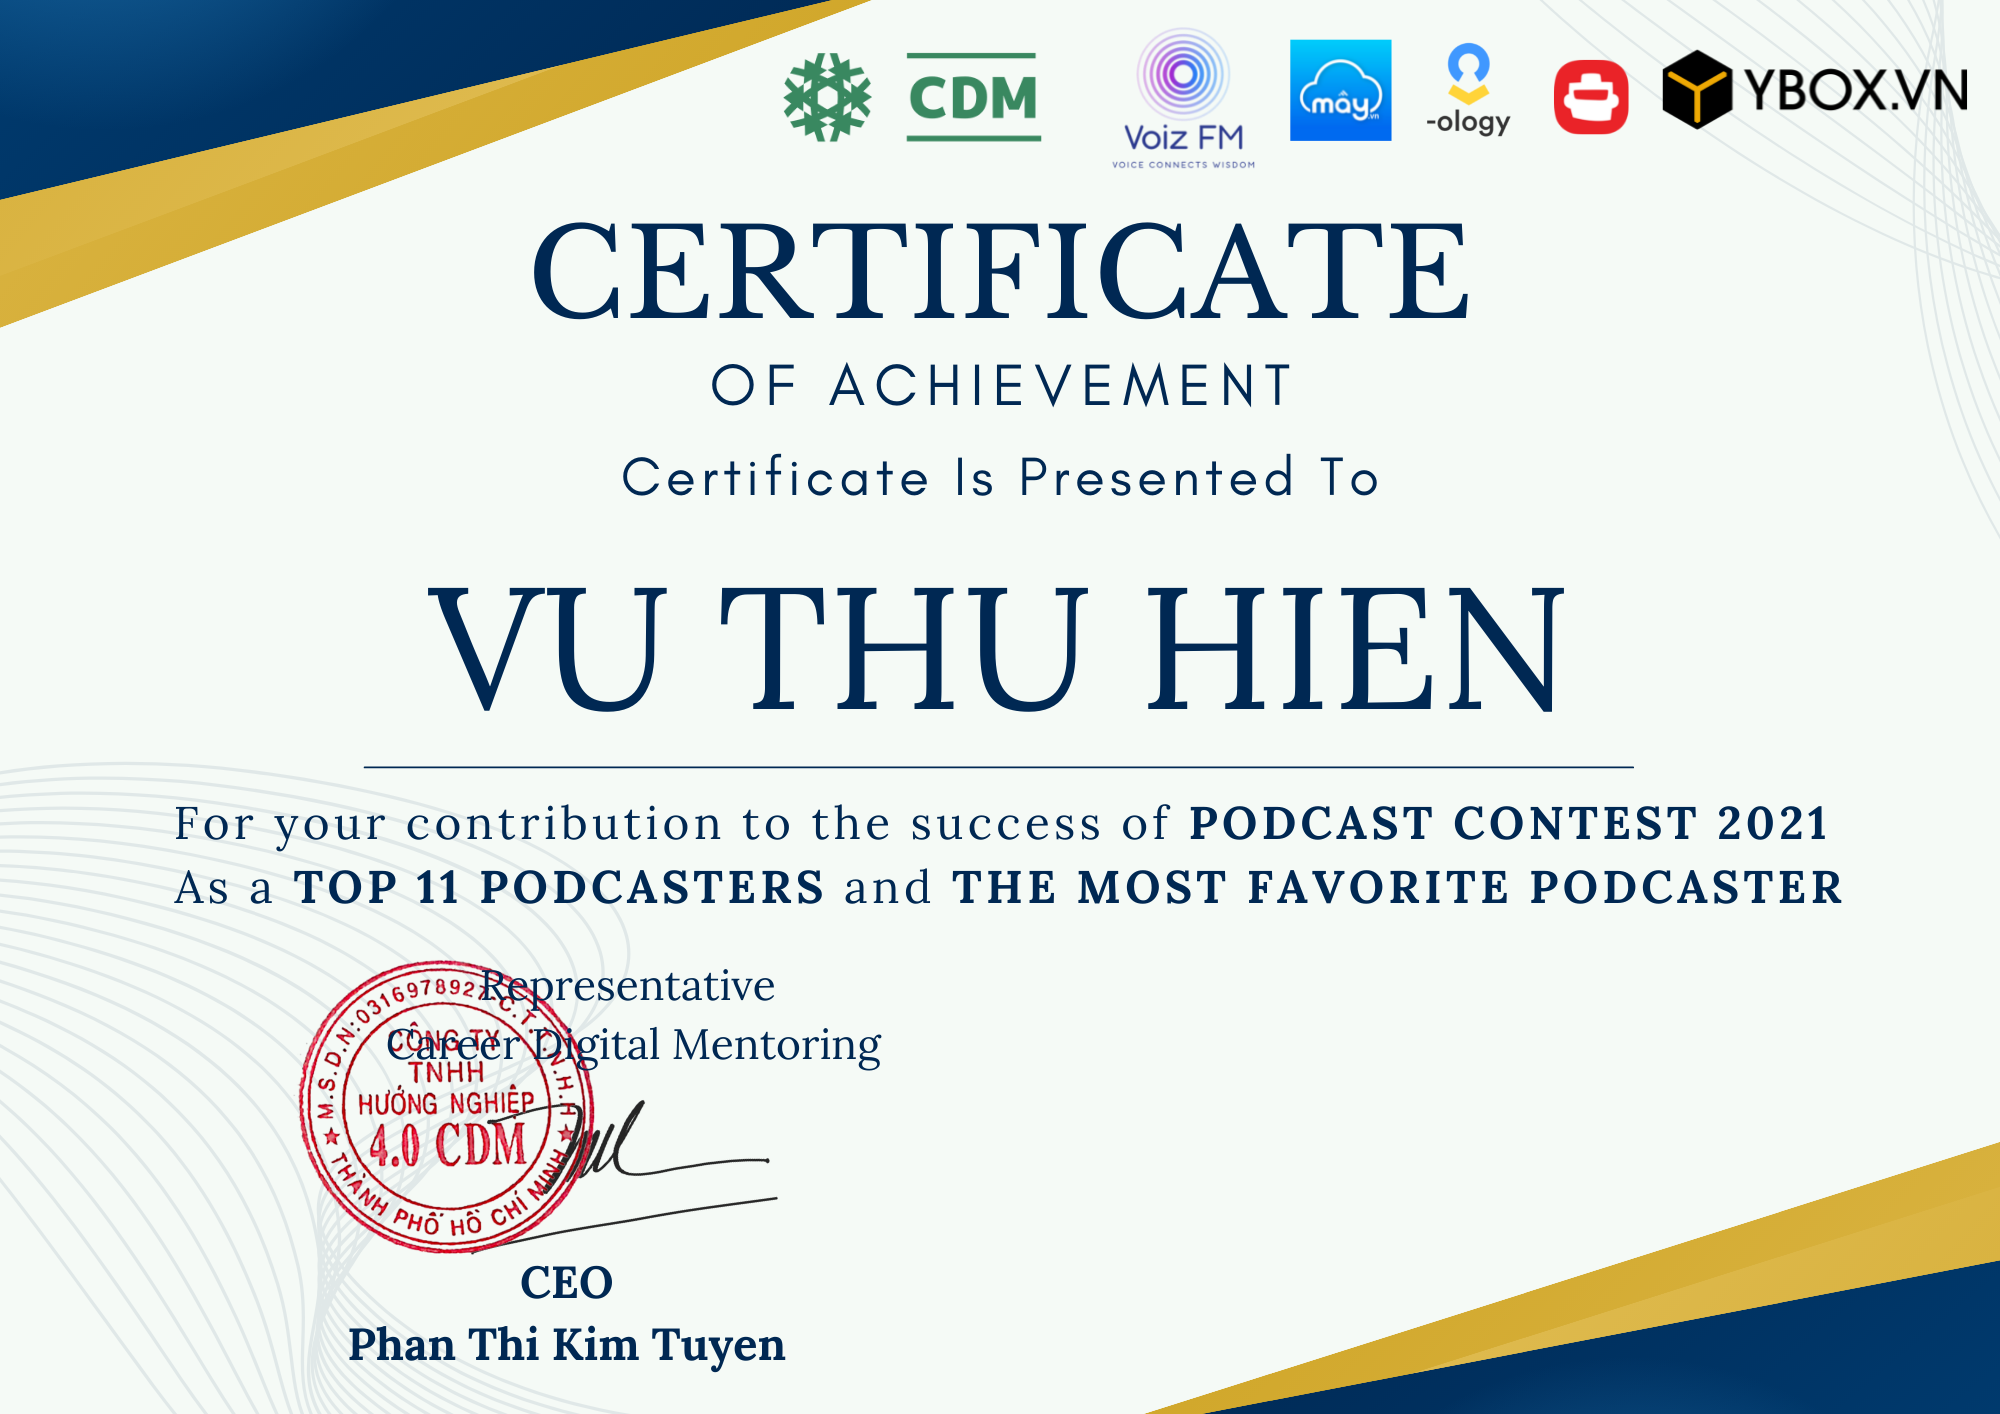 CDM
Voiz FM
VOICE CONNECTS WISDOM
mây.vn
-ology
YBOX.VN
CERTIFICATE
OF ACHIEVEMENT
Certificate Is Presented To
VU THU HIEN
For your contribution to the success of PODCAST CONTEST 2021
As a TOP 11 PODCASTERS and THE MOST FAVORITE PODCASTER
Representative
Career Digital Mentoring
M.S.D.N:0316978927.C.T.T.N.H.H
CÔNG TY
TNHH
HƯỚNG NGHIỆP
4.0 CDM
THÀNH PHỐ HỒ CHÍ MINH
CEO
Phan Thi Kim Tuyen